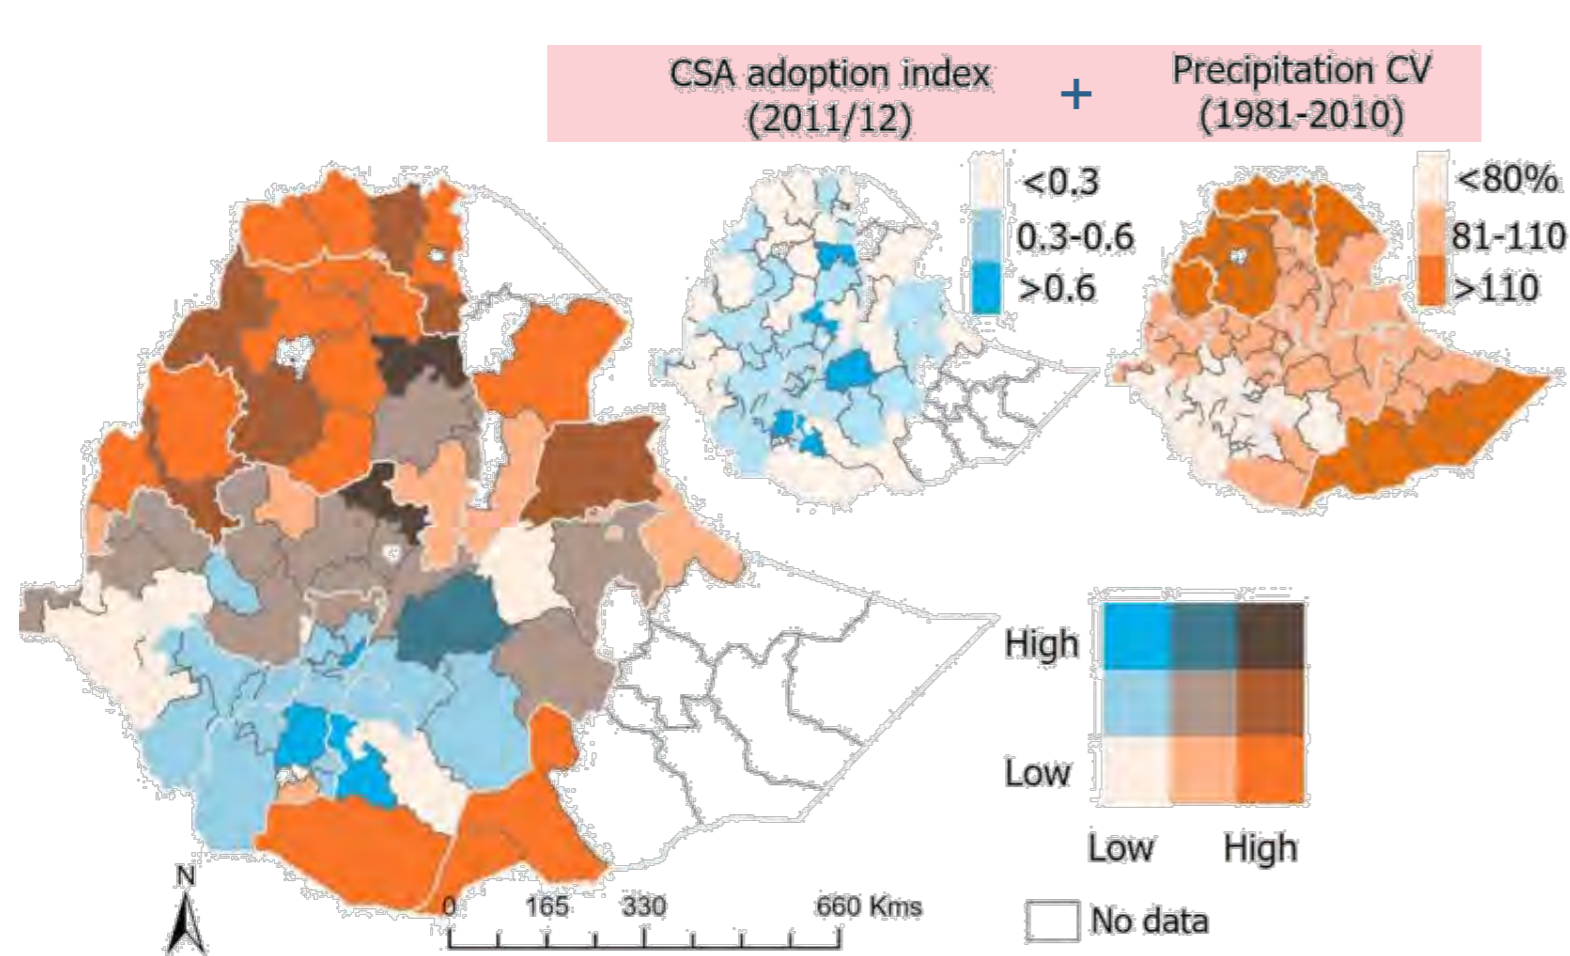 CSA adoption index
(2011/12)
+
Precipitation CV
(1981-2010)
<0.3
0.3-0.6
>0.6
<80%
81-110
>110
High
Low
Low
High
No data
N
0
165
330
660 Kms